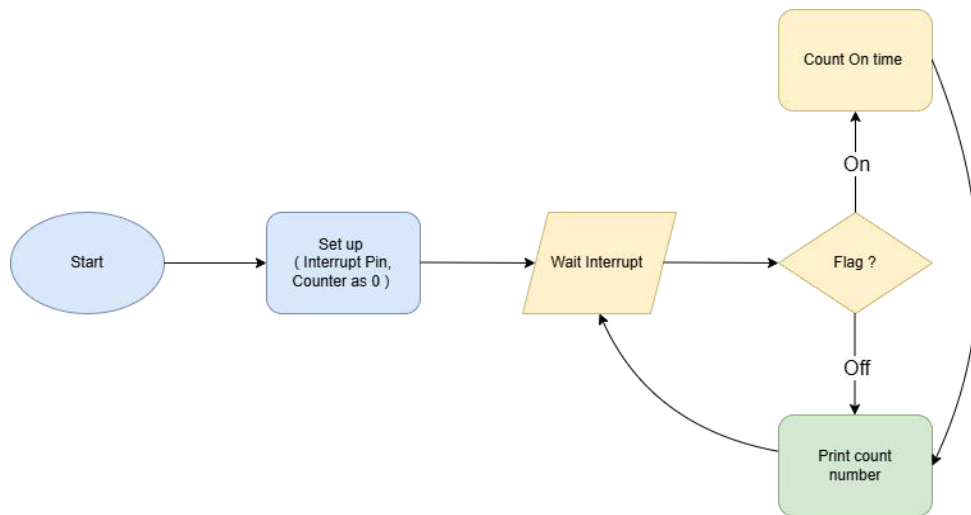 Count On time
On
Start
Set up
( Interrupt Pin,
Counter as 0 )
Wait Interrupt
Flag ?
Off
Print count
number